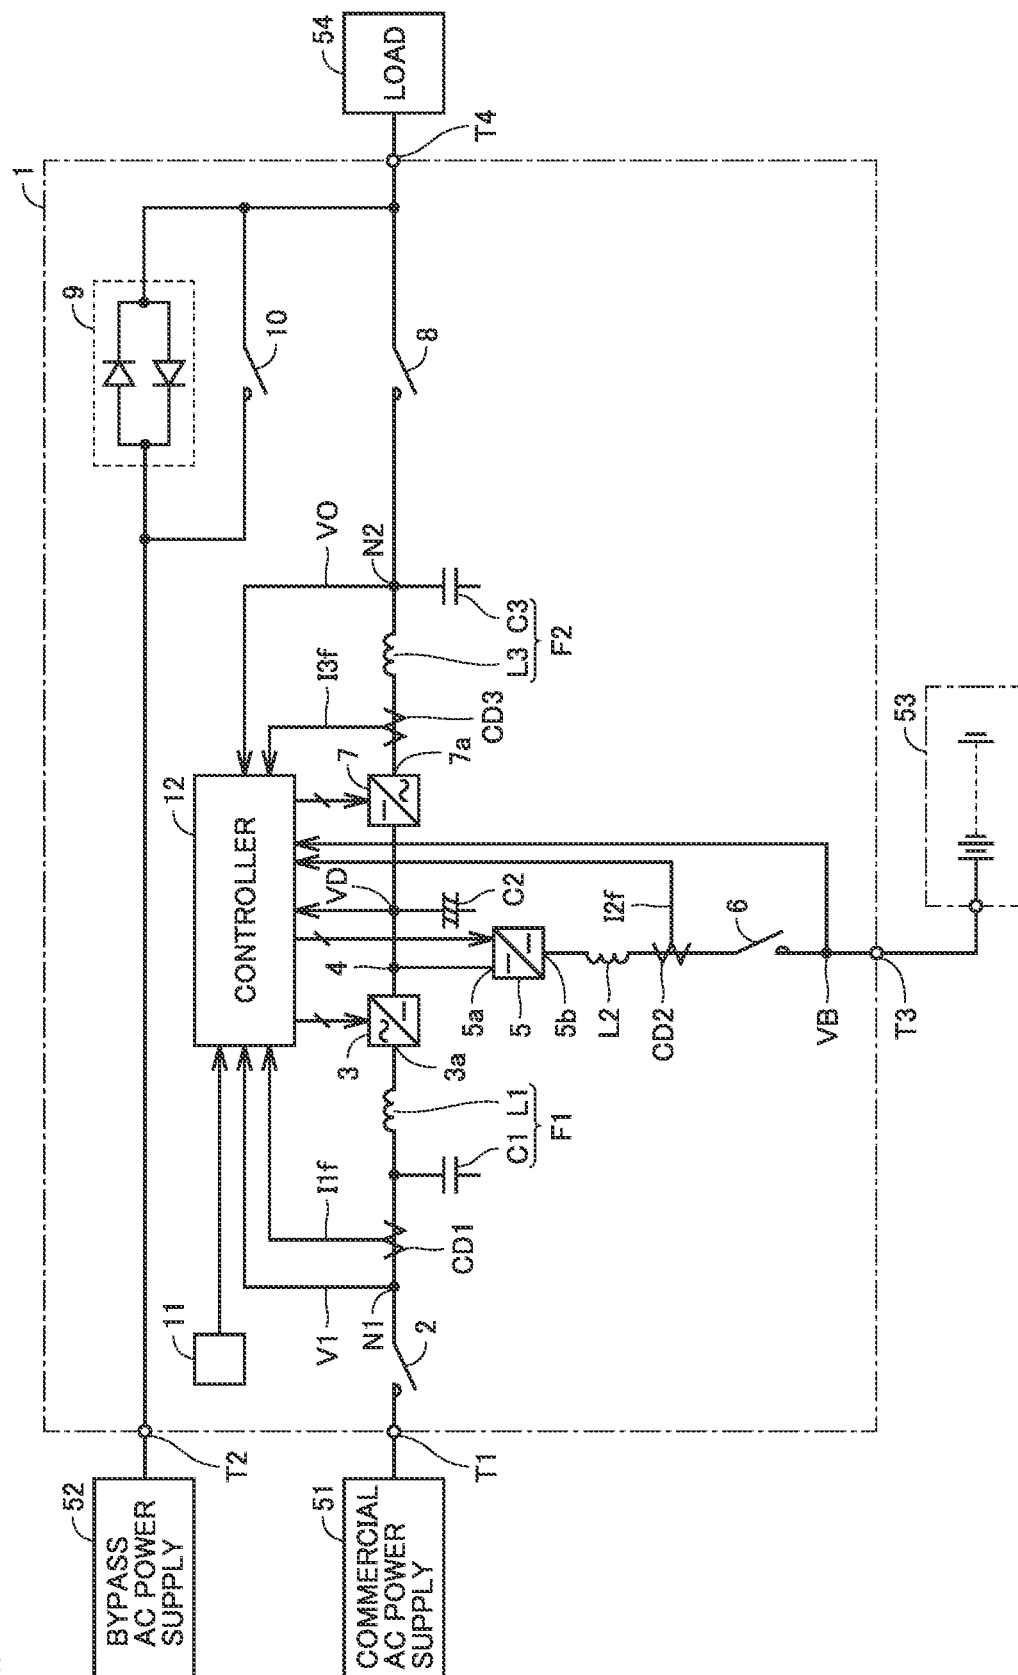 1
52
BYPASS
AC POWER
SUPPLY
T2
11
12
CONTROLLER
9
10
54
LOAD
T4
V1
I1f
I3f
VO
51
COMMERCIAL
AC POWER
SUPPLY
T1
N1
2
CD1
C1
L1
F1
3
3a
4
VD
7
7a
CD3
L3
C3
F2
N2
8
C2
5a
5
5b
L2
CD2
I2f
6
VB
T3
53